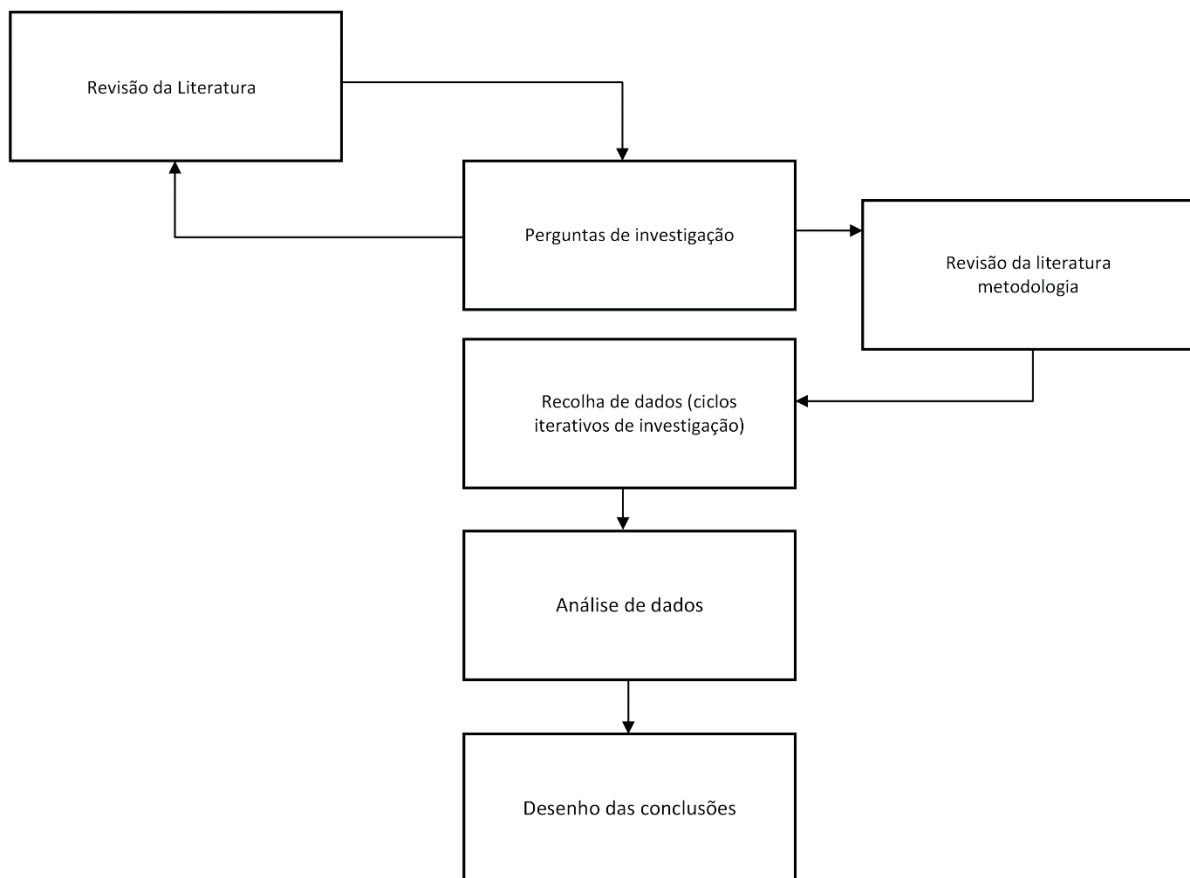 Revisão da Literatura
Perguntas de investigação
Revisão da literatura
metodologia
Recolha de dados (ciclos
iterativos de investigação)
Análise de dados
Desenho das conclusões